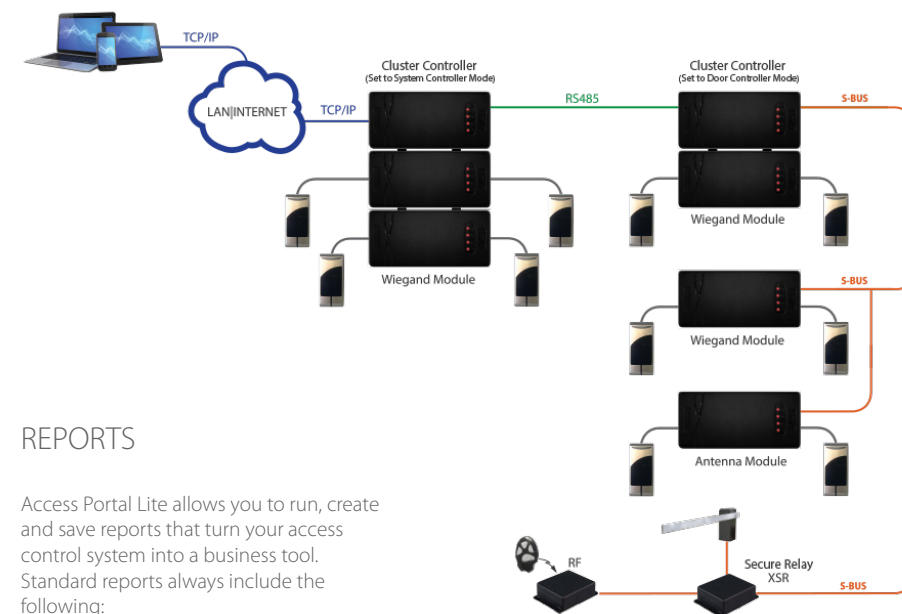 TCP/IP
LAN|INTERNET
TCP/IP
Cluster Controller
(Set to System Controller Mode)
RS485
Cluster Controller
(Set to Door Controller Mode)
S-BUS
Wiegand Module
Wiegand Module
S-BUS
Wiegand Module
Antenna Module
REPORTS
Access Portal Lite allows you to run, create
and save reports that turn your access
control system into a business tool.
Standard reports always include the
following:
RF
Secure Relay
XSR
S-BUS